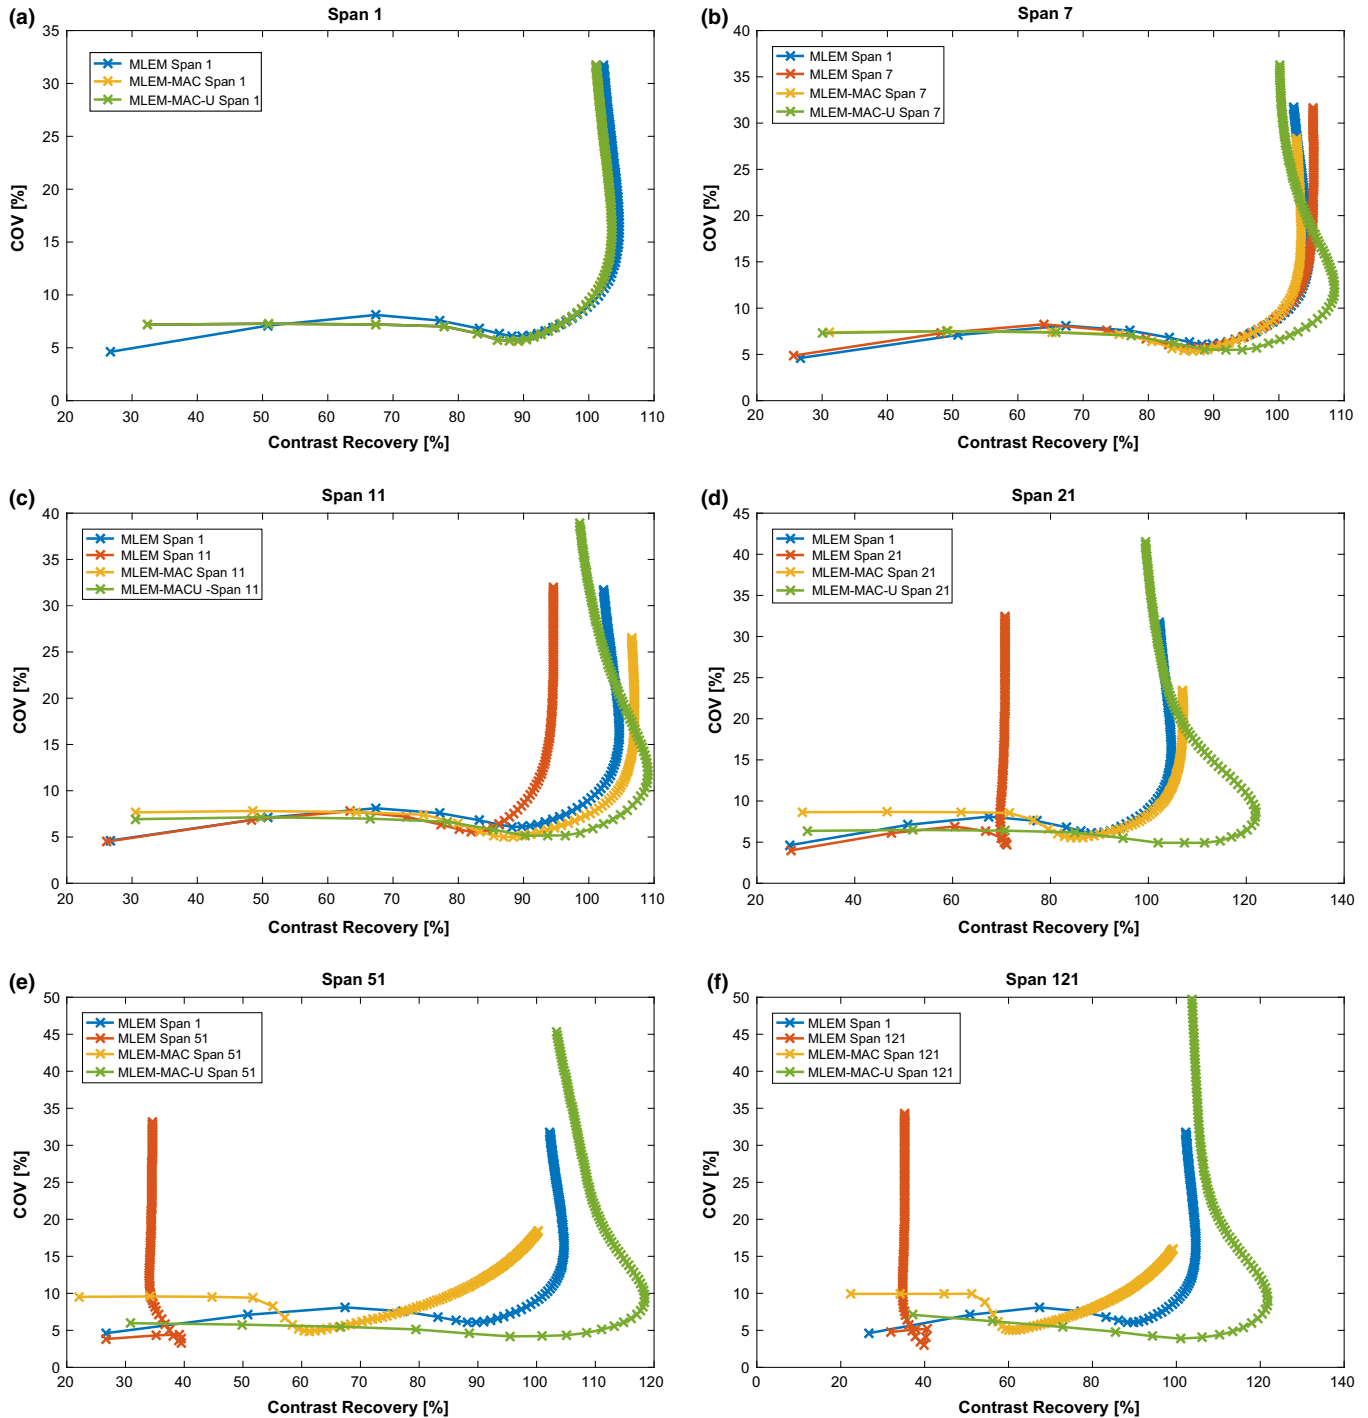 (a)
Span 1
35
30
25
20
15
10
5
0
COV [%]
MLEM Span 1
MLEM-MAC Span 1
MLEM-MAC-U Span 1
20 30 40 50 60 70 80 90 100 110
Contrast Recovery [%]
(b)
Span 7
40
35
30
25
20
15
10
5
0
COV [%]
MLEM Span 1
MLEM Span 7
MLEM-MAC Span 7
MLEM-MAC-U Span 7
20 30 40 50 60 70 80 90 100 110
Contrast Recovery [%]
(c)
Span 11
40
35
30
25
20
15
10
5
0
COV [%]
MLEM Span 1
MLEM Span 11
MLEM-MAC Span 11
MLEM-MACU -Span 11
20 30 40 50 60 70 80 90 100 110
Contrast Recovery [%]
(d)
Span 21
45
40
35
30
25
20
15
10
5
0
COV [%]
MLEM Span 1
MLEM Span 21
MLEM-MAC Span 21
MLEM-MAC-U Span 21
20 40 60 80 100 120 140
Contrast Recovery [%]
(e)
Span 51
50
45
40
35
30
25
20
15
10
5
0
COV [%]
MLEM Span 1
MLEM Span 51
MLEM-MAC Span 51
MLEM-MAC-U Span 51
20 30 40 50 60 70 80 90 100 110 120
Contrast Recovery [%]
(f)
Span 121
50
45
40
35
30
25
20
15
10
5
0
COV [%]
MLEM Span 1
MLEM Span 121
MLEM-MAC Span 121
MLEM-MAC-U Span 121
0 20 40 60 80 100 120 140
Contrast Recovery [%]